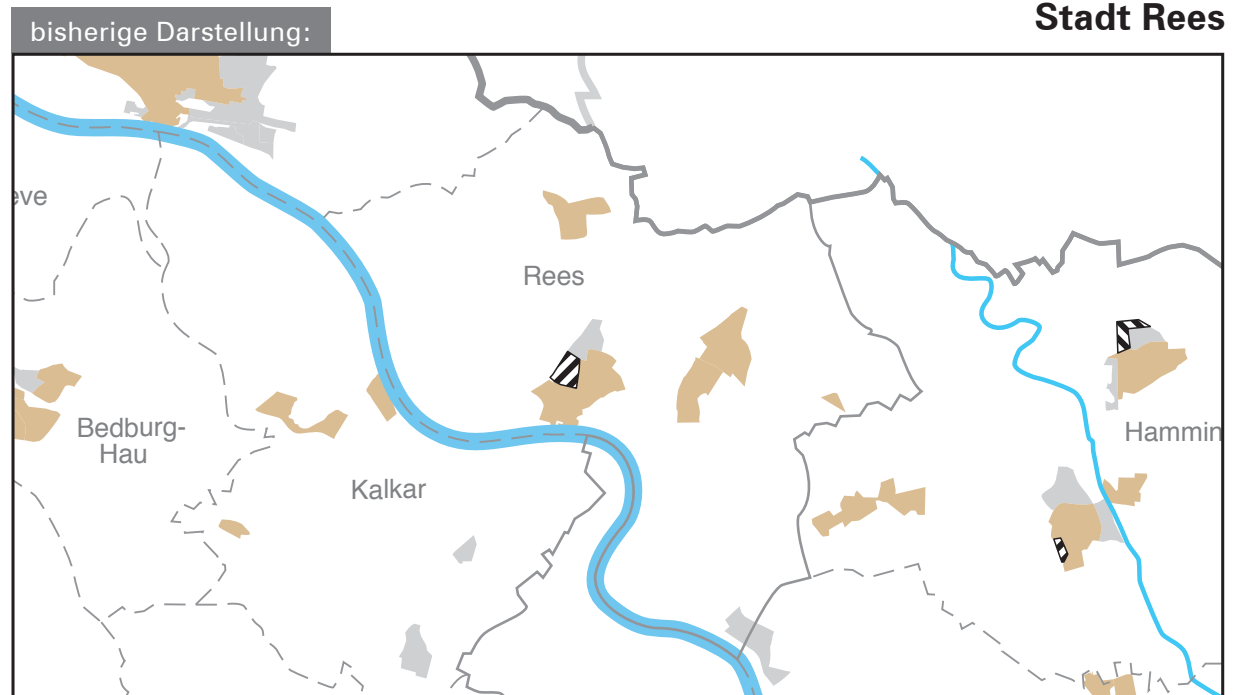 Stadt Rees
bisherige Darstellung:
eve
Rees
Bedburg-
Hau
Kalkar
Hammin